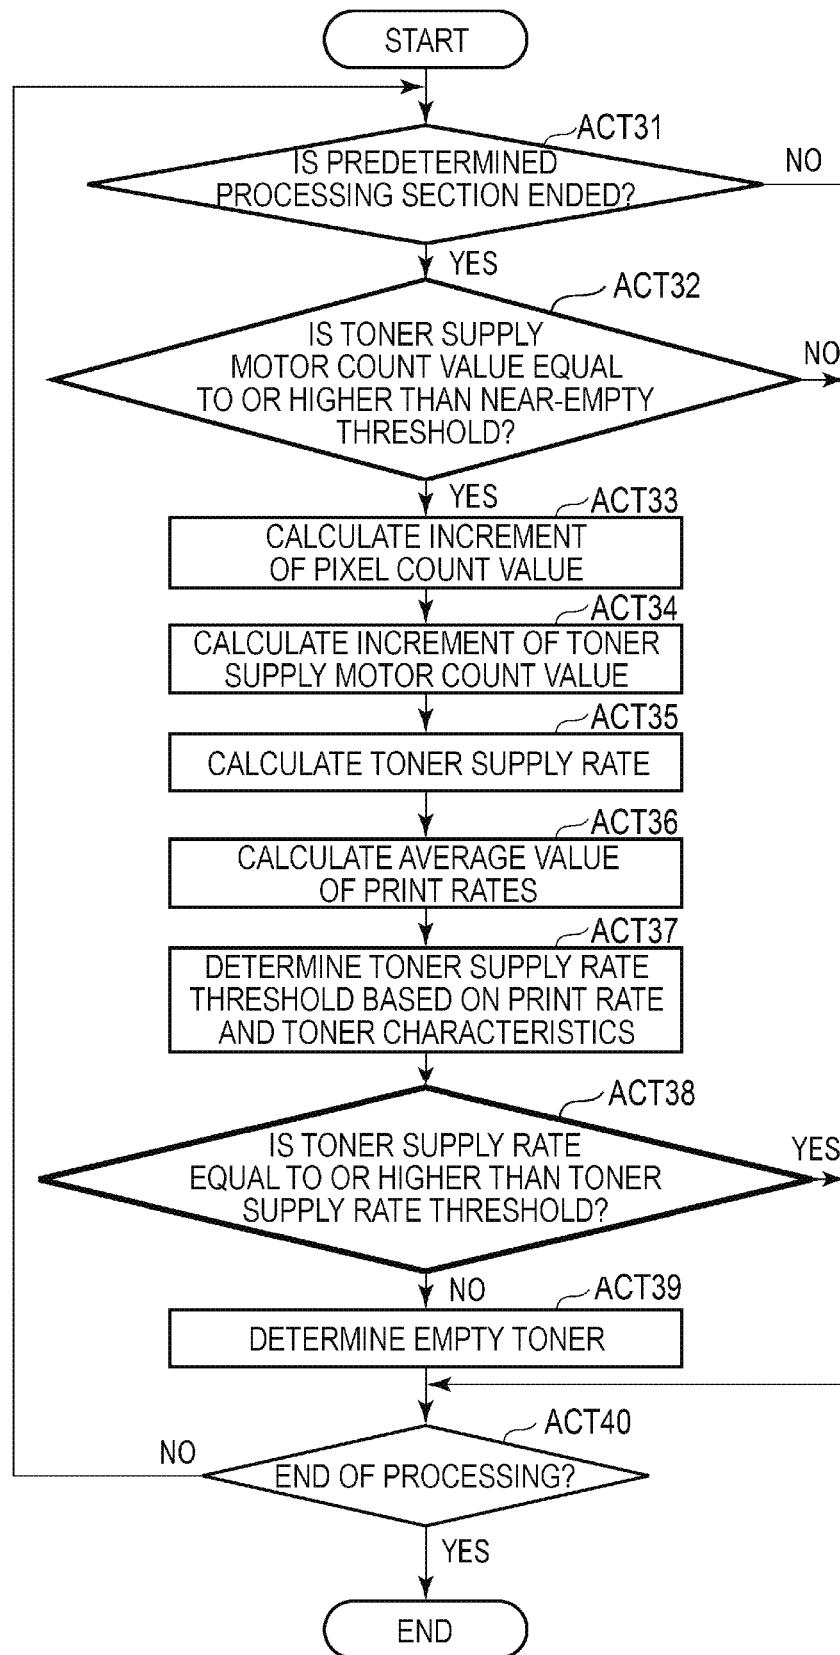 START
ACT31
IS PREDETERMINED
PROCESSING SECTION ENDED?
NO
YES
ACT32
IS TONER SUPPLY
MOTOR COUNT VALUE EQUAL
TO OR HIGHER THAN NEAR-EMPTY
THRESHOLD?
NO
YES
ACT33
CALCULATE INCREMENT
OF PIXEL COUNT VALUE
ACT34
CALCULATE INCREMENT OF TONER
SUPPLY MOTOR COUNT VALUE
ACT35
CALCULATE TONER SUPPLY RATE
ACT36
CALCULATE AVERAGE VALUE
OF PRINT RATES
ACT37
DETERMINE TONER SUPPLY RATE
THRESHOLD BASED ON PRINT RATE
AND TONER CHARACTERISTICS
ACT38
IS TONER SUPPLY RATE
EQUAL TO OR HIGHER THAN TONER
SUPPLY RATE THRESHOLD?
YES
NO
ACT39
DETERMINE EMPTY TONER
ACT40
NO
END OF PROCESSING?
YES
END